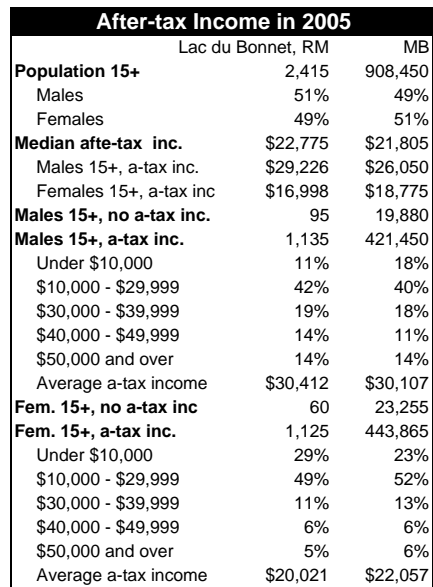 After-tax Income in 2005
Lac du Bonnet, RM MB
Population 15+ 2,415 908,450
Males 51% 49%
Females 49% 51%
Median afte-tax inc. $22,775 $21,805
Males 15+, a-tax inc. $29,226 $26,050
Females 15+, a-tax inc $16,998 $18,775
Males 15+, no a-tax inc. 95 19,880
Males 15+, a-tax inc. 1,135 421,450
Under $10,000 11% 18%
$10,000 - $29,999 42% 40%
$30,000 - $39,999 19% 18%
$40,000 - $49,999 14% 11%
$50,000 and over 14% 14%
Average a-tax income $30,412 $30,107
Fem. 15+, no a-tax inc 60 23,255
Fem. 15+, a-tax inc. 1,125 443,865
Under $10,000 29% 23%
$10,000 - $29,999 49% 52%
$30,000 - $39,999 11% 13%
$40,000 - $49,999 6% 6%
$50,000 and over 5% 6%
Average a-tax income $20,021 $22,057